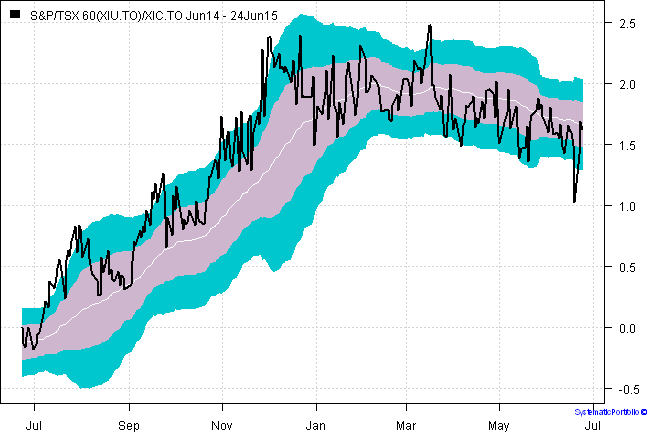 S&P/TSX 60(XIU.TO)/XIC.TO Jun14 - 24Jun15
2.5
2.0
1.5
1.0
0.5
0.0
-0.5
SystematicPortfolio ©
Jul Sep Nov Jan Mar May Jul